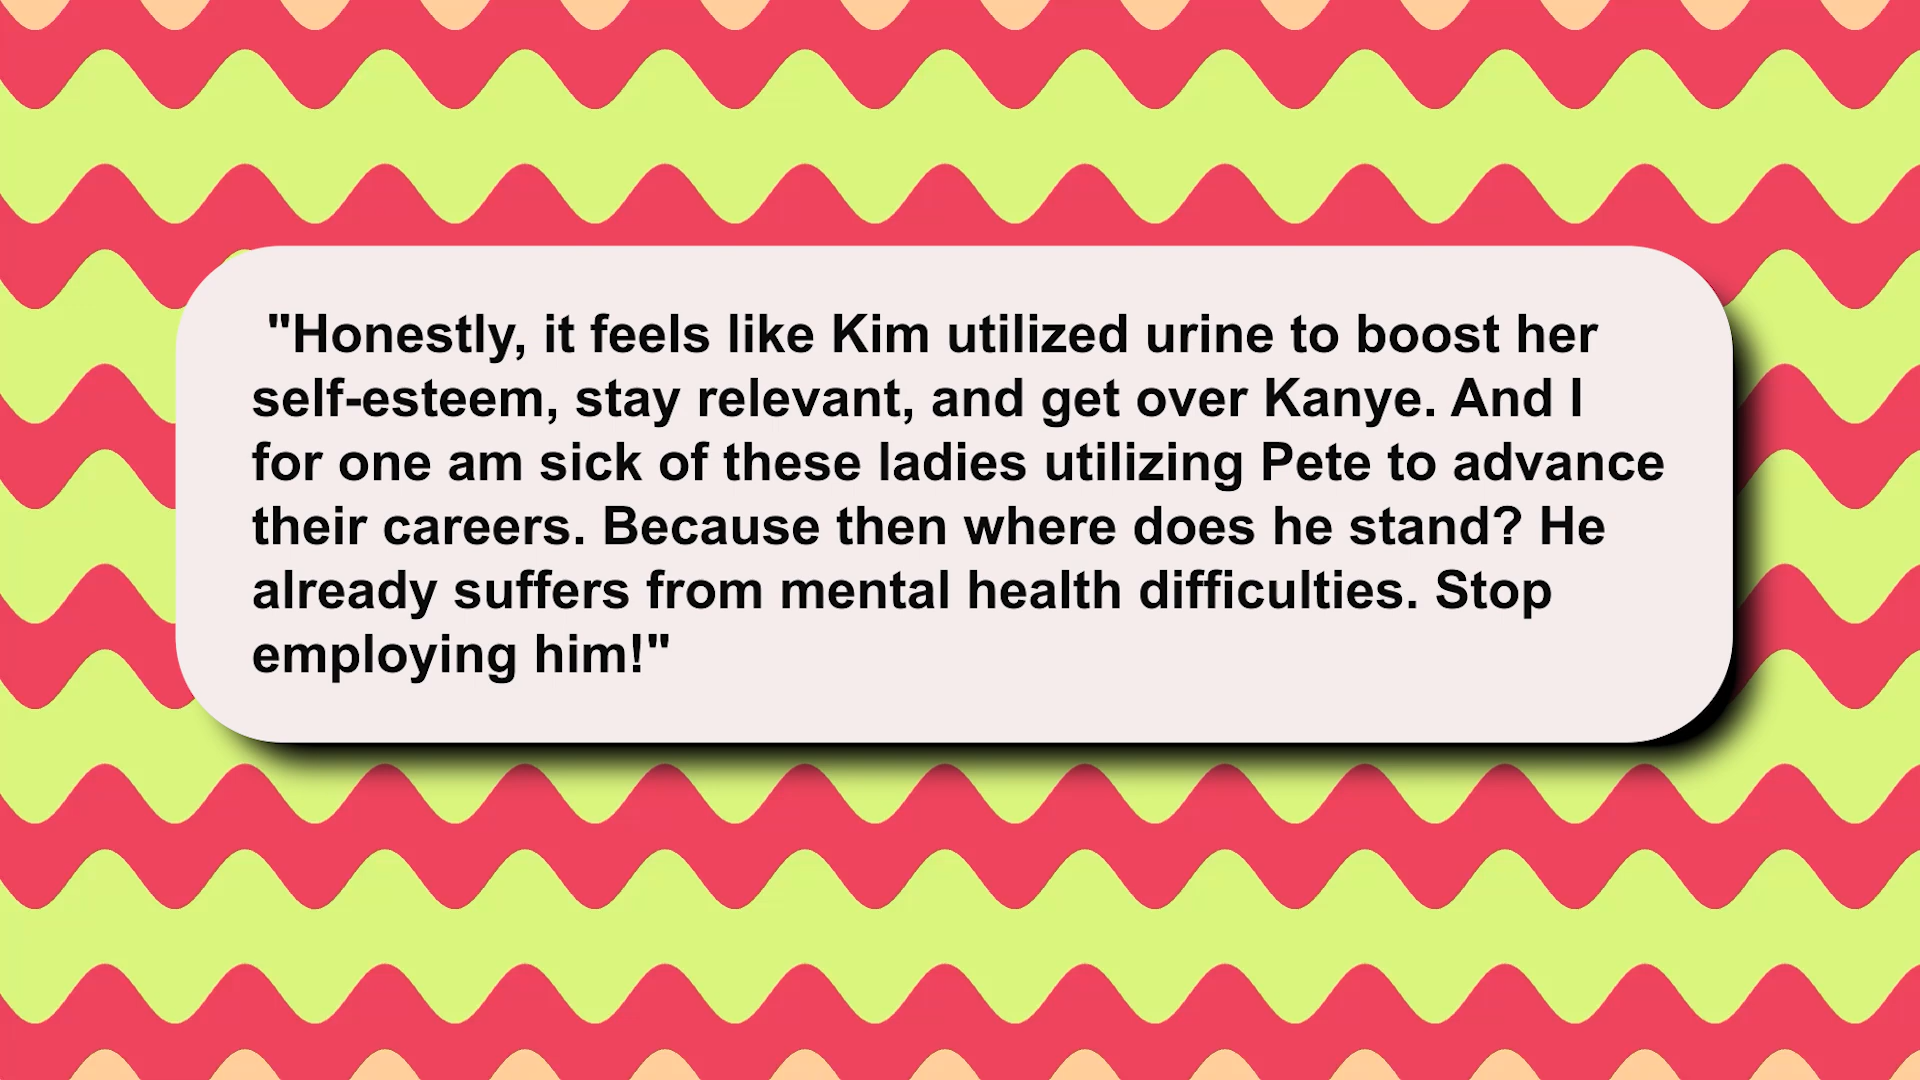 "Honestly, it feels like Kim utilized urine to boost her
self-esteem, stay relevant, and get over Kanye. And I
for one am sick of these ladies utilizing Pete to advance
their careers. Because then where does he stand? He
already suffers from mental health difficulties. Stop
employing him!"